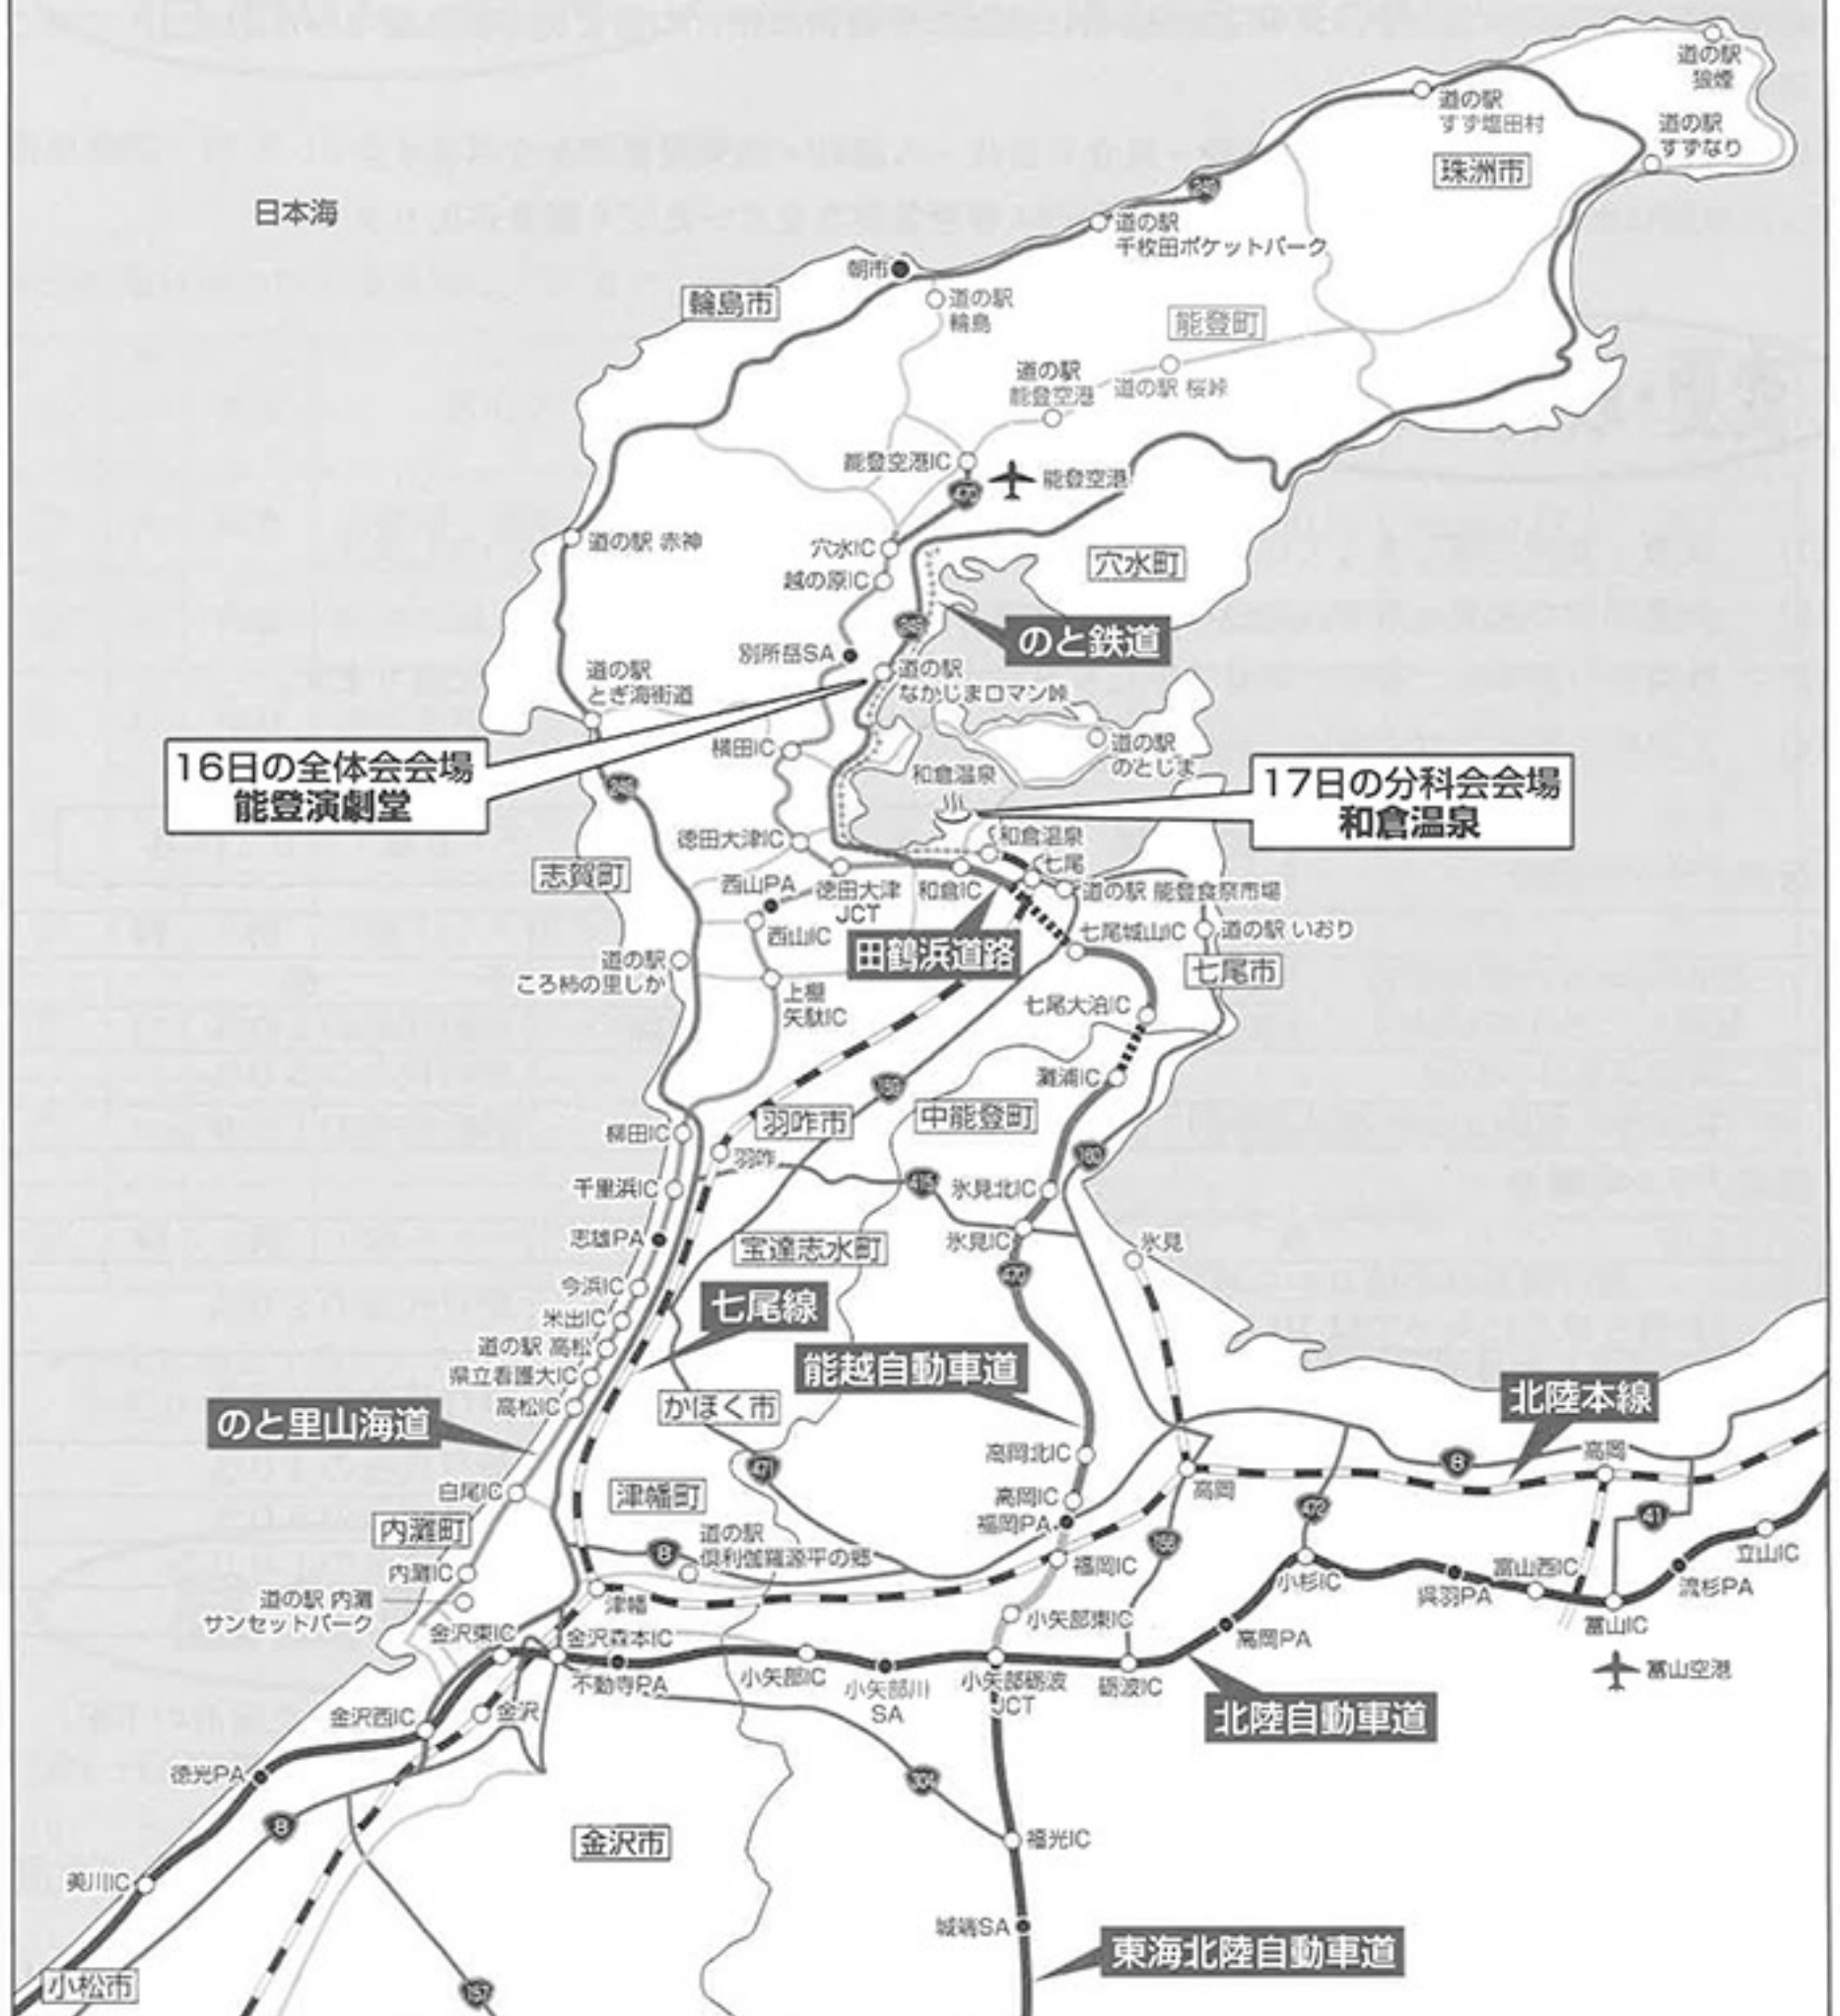 道の駅
狼煙
道の駅
すず塩田村
道の駅
すずなり
珠洲市
日本海
249
道の駅
千枚田ポケットパーク
朝市
輪島市
道の駅
輪島
能登町
道の駅
能登空港
道の駅 桜峠
能登空港IC
能登空港
470
道の駅 赤神
穴水IC
穴水町
越の原IC
249
のと鉄道
別所岳SA
道の駅
なかじまロマン峠
道の駅
とぎ海街道
横田IC
道の駅
のとじま
16日の全体会会場
能登演劇堂
和倉温泉
17日の分科会会場
和倉温泉
249
徳田大津IC
和倉温泉
七尾
志賀町
西山PA
徳田大津
JCT
和倉IC
道の駅 能登食祭市場
西山IC
田鶴浜道路
七尾城山IC
道の駅 いおり
道の駅
ころ柿の里しか
七尾市
上棚
矢駄IC
七尾大泊IC
灘浦IC
159
羽咋市
中能登町
柳田IC
羽咋
160
千里浜IC
415
氷見北IC
志雄PA
宝達志水町
氷見IC
氷見
470
今浜IC
七尾線
米出IC
道の駅 高松
県立看護大IC
能越自動車道
高松IC
かほく市
北陸本線
のと里山海道
高岡北IC
8
高岡
471
白尾IC
津幡町
高岡IC
高岡
472
41
内灘町
福岡PA
道の駅
倶利伽羅源平の郷
8
156
内灘IC
福岡IC
小杉IC
呉羽PA
富山西IC
立山IC
流杉PA
道の駅 内灘
サンセットパーク
津幡
小矢部東IC
富山IC
金沢東IC
金沢森本IC
高岡PA
不動寺PA
小矢部IC
小矢部川
SA
小矢部砺波
JCT
砺波IC
富山空港
金沢西IC
金沢
北陸自動車道
徳光PA
304
8
金沢市
福光IC
美川IC
城端SA
東海北陸自動車道
小松市
157